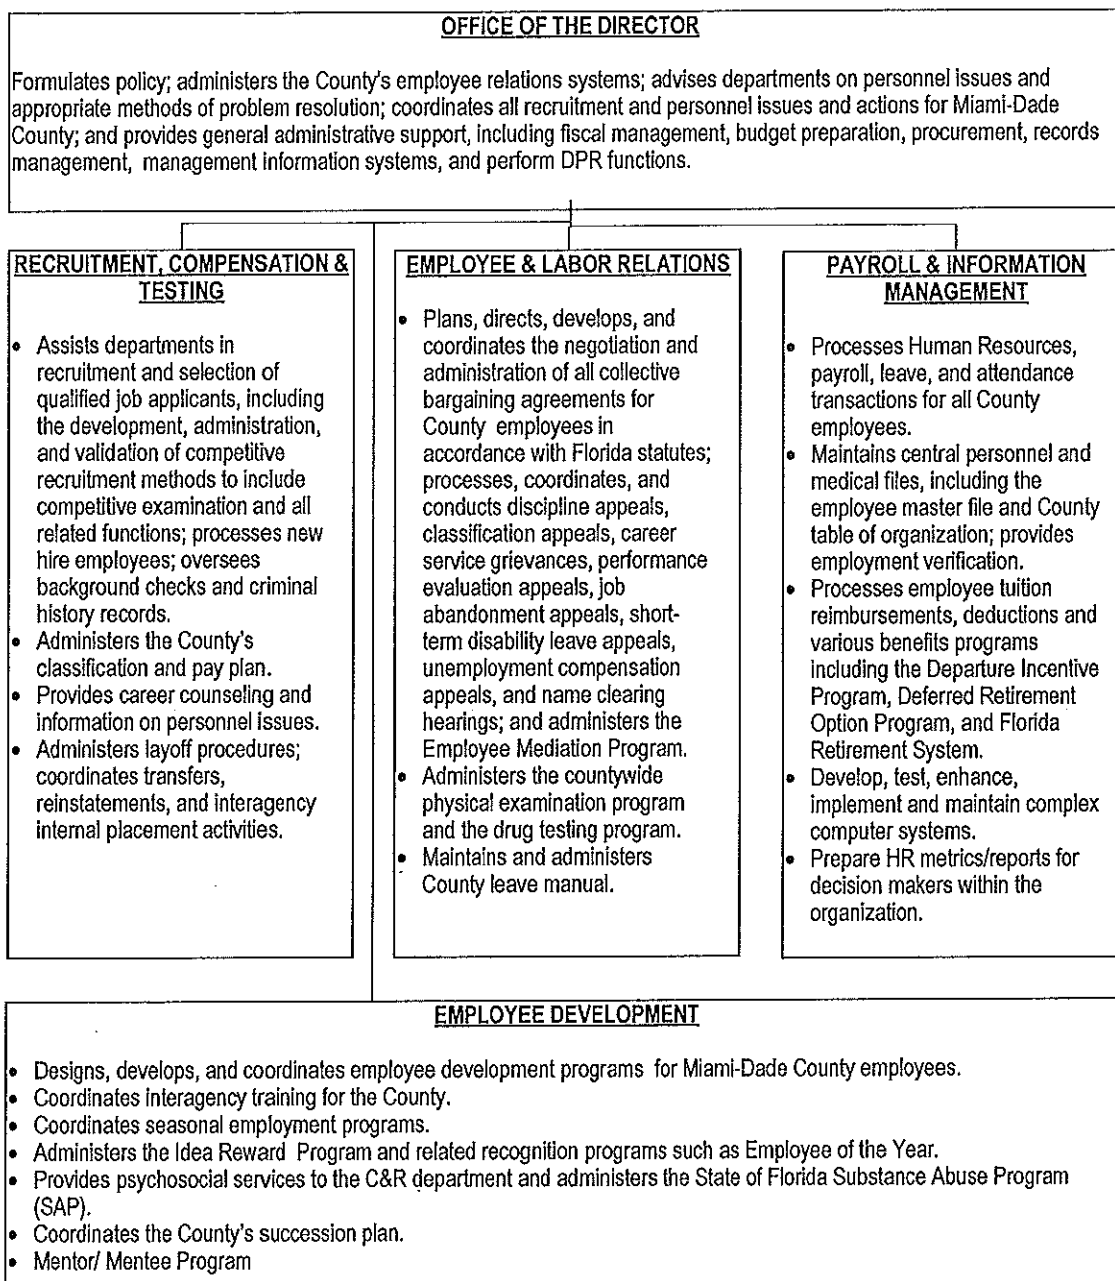 OFFICE OF THE DIRECTOR
Formulates policy; administers the County's employee relations systems; advises departments on personnel issues and
appropriate methods of problem resolution; coordinates all recruitment and personnel issues and actions for Miami-Dade
County; and provides general administrative support, including fiscal management, budget preparation, procurement, records
management, management information systems, and perform DPR functions.
RECRUITMENT, COMPENSATION &
TESTING
• Assists departments in
recruitment and selection of
qualified job applicants, including
the development, administration,
and validation of competitive
recruitment methods to include
competitive examination and all
related functions; processes new
hire employees; oversees
background checks and criminal
history records.
• Administers the County's
classification and pay plan.
• Provides career counseling and
information on personnel issues.
• Administers layoff procedures;
coordinates transfers,
reinstatements, and interagency
internal placement activities.
EMPLOYEE & LABOR RELATIONS
• Plans, directs, develops, and
coordinates the negotiation and
administration of all collective
bargaining agreements for
County employees in
accordance with Florida statutes;
processes, coordinates, and
conducts discipline appeals,
classification appeals, career
service grievances, performance
evaluation appeals, job
abandonment appeals, short-
term disability leave appeals,
unemployment compensation
appeals, and name clearing
hearings; and administers the
Employee Mediation Program.
• Administers the countywide
physical examination program
and the drug testing program.
• Maintains and administers
County leave manual.
PAYROLL & INFORMATION
MANAGEMENT
• Processes Human Resources,
payroll, leave, and attendance
transactions for all County
employees.
• Maintains central personnel and
medical files, including the
employee master file and County
table of organization; provides
employment verification.
• Processes employee tuition
reimbursements, deductions and
various benefits programs
including the Departure Incentive
Program, Deferred Retirement
Option Program, and Florida
Retirement System.
• Develop, test, enhance,
implement and maintain complex
computer systems.
• Prepare HR metrics/reports for
decision makers within the
organization.
EMPLOYEE DEVELOPMENT
• Designs, develops, and coordinates employee development programs for Miami-Dade County employees.
• Coordinates interagency training for the County.
• Coordinates seasonal employment programs.
• Administers the Idea Reward Program and related recognition programs such as Employee of the Year.
• Provides psychosocial services to the C&R department and administers the State of Florida Substance Abuse Program
(SAP).
• Coordinates the County's succession plan.
• Mentor/ Mentee Program